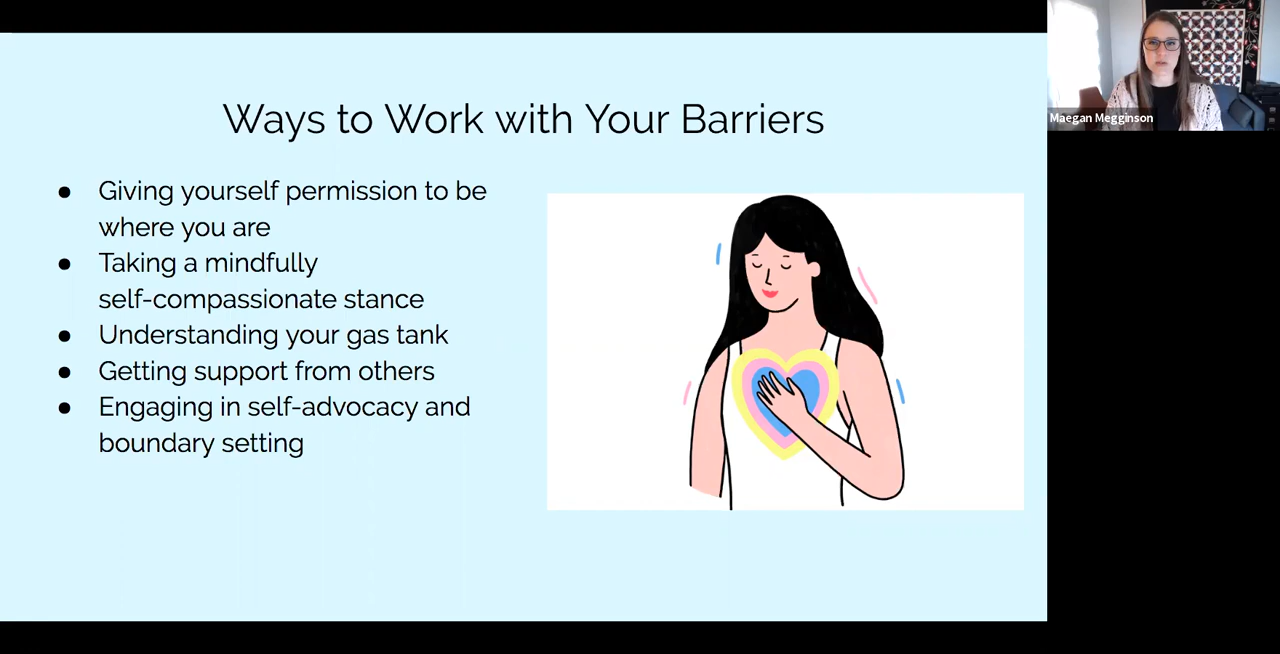 Ways to Work with Your Barriers
● Giving yourself permission to be
where you are
● Taking a mindfully
self-compassionate stance
● Understanding your gas tank
● Getting support from others
● Engaging in self-advocacy and
boundary setting
Maegan Megginson